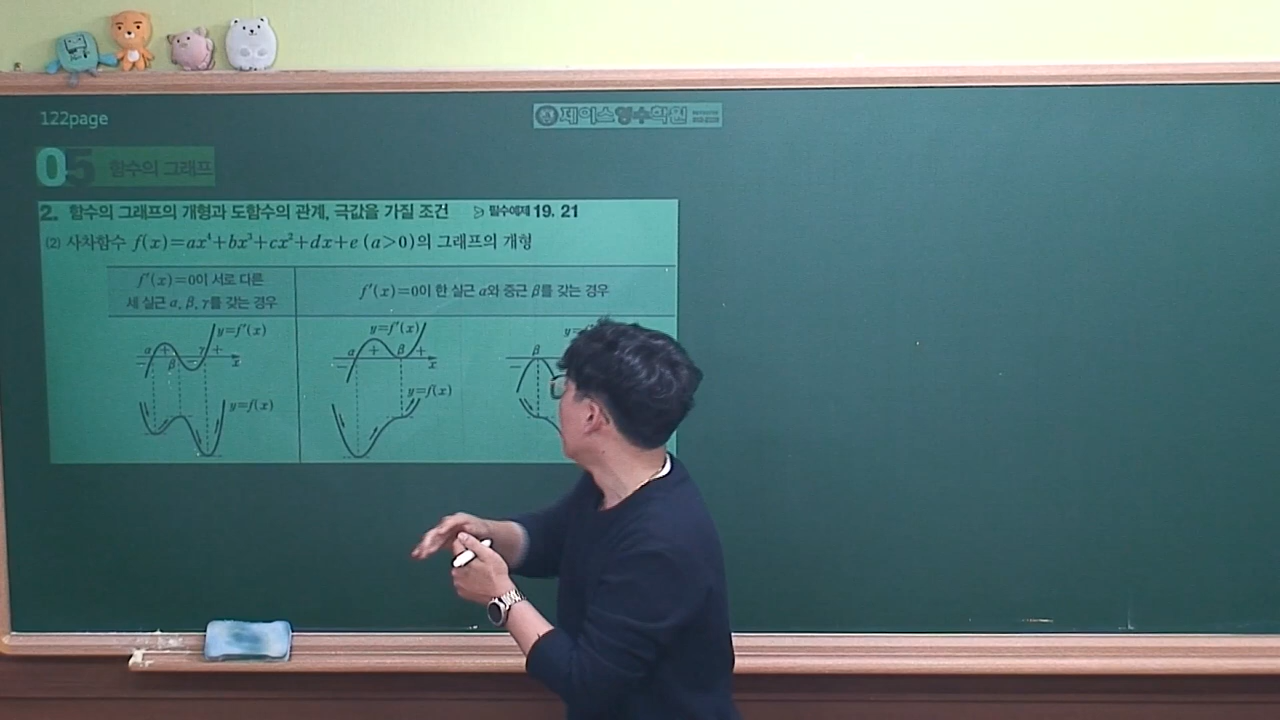 122page
제이스영수학원
05 함수의 그래프
2. 함수의 그래프의 개형과 도함수의 관계, 극값을 가질 조건 필수예제 19. 21
(2) 사차함수 f(x)=ax⁴+bx³+cx²+dx+e (a>0)의 그래프의 개형
f′(x)=0이 서로 다른
세 실근 α, β, γ를 갖는 경우
f′(x)=0이 한 실근 α와 중근 β를 갖는 경우
y=f′(x)
α + β γ + − − x
y=f(x)
y=f′(x)
α + β + − x
y=f(x)
β